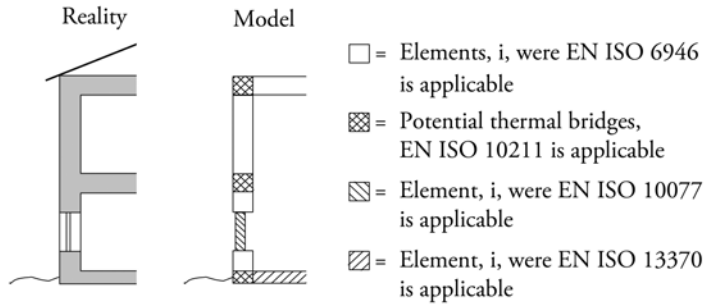 Reality
Model
= Elements, i, were EN ISO 6946
is applicable
= Potential thermal bridges,
EN ISO 10211 is applicable
= Element, i, were EN ISO 10077
is applicable
= Element, i, were EN ISO 13370
is applicable